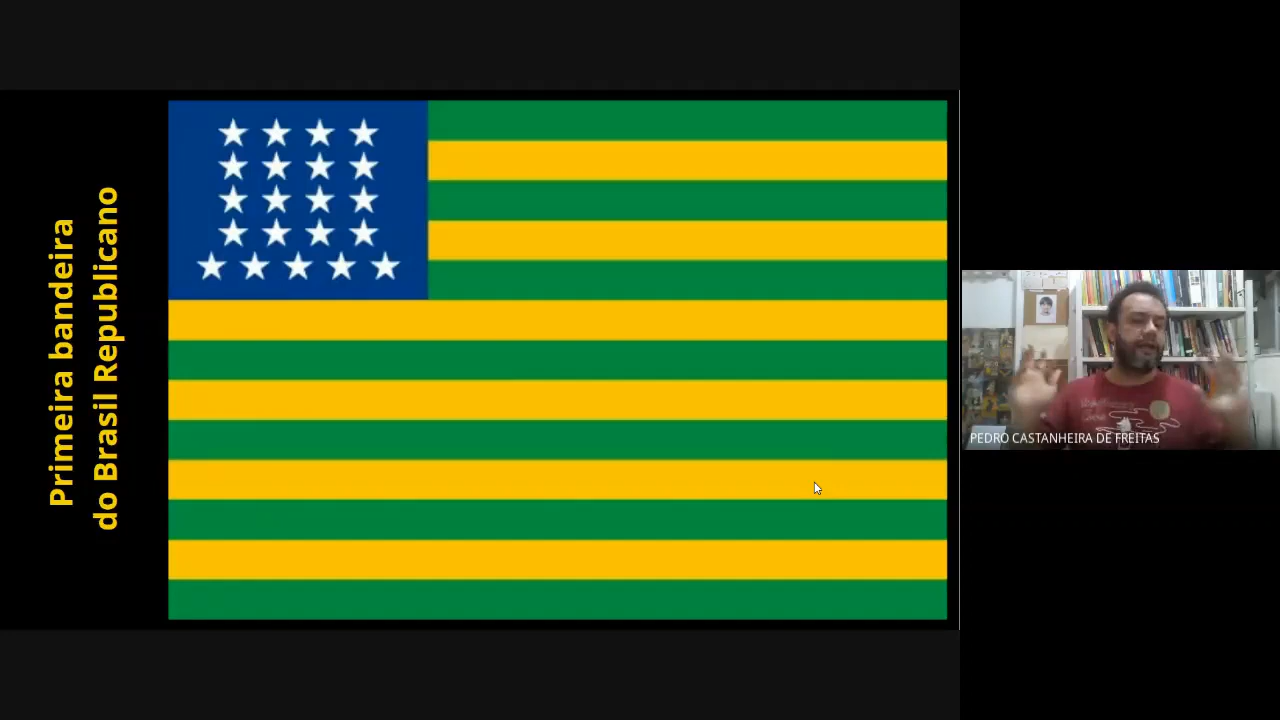 Primeira bandeira
do Brasil Republicano
PEDRO CASTANHEIRA DE FREITAS